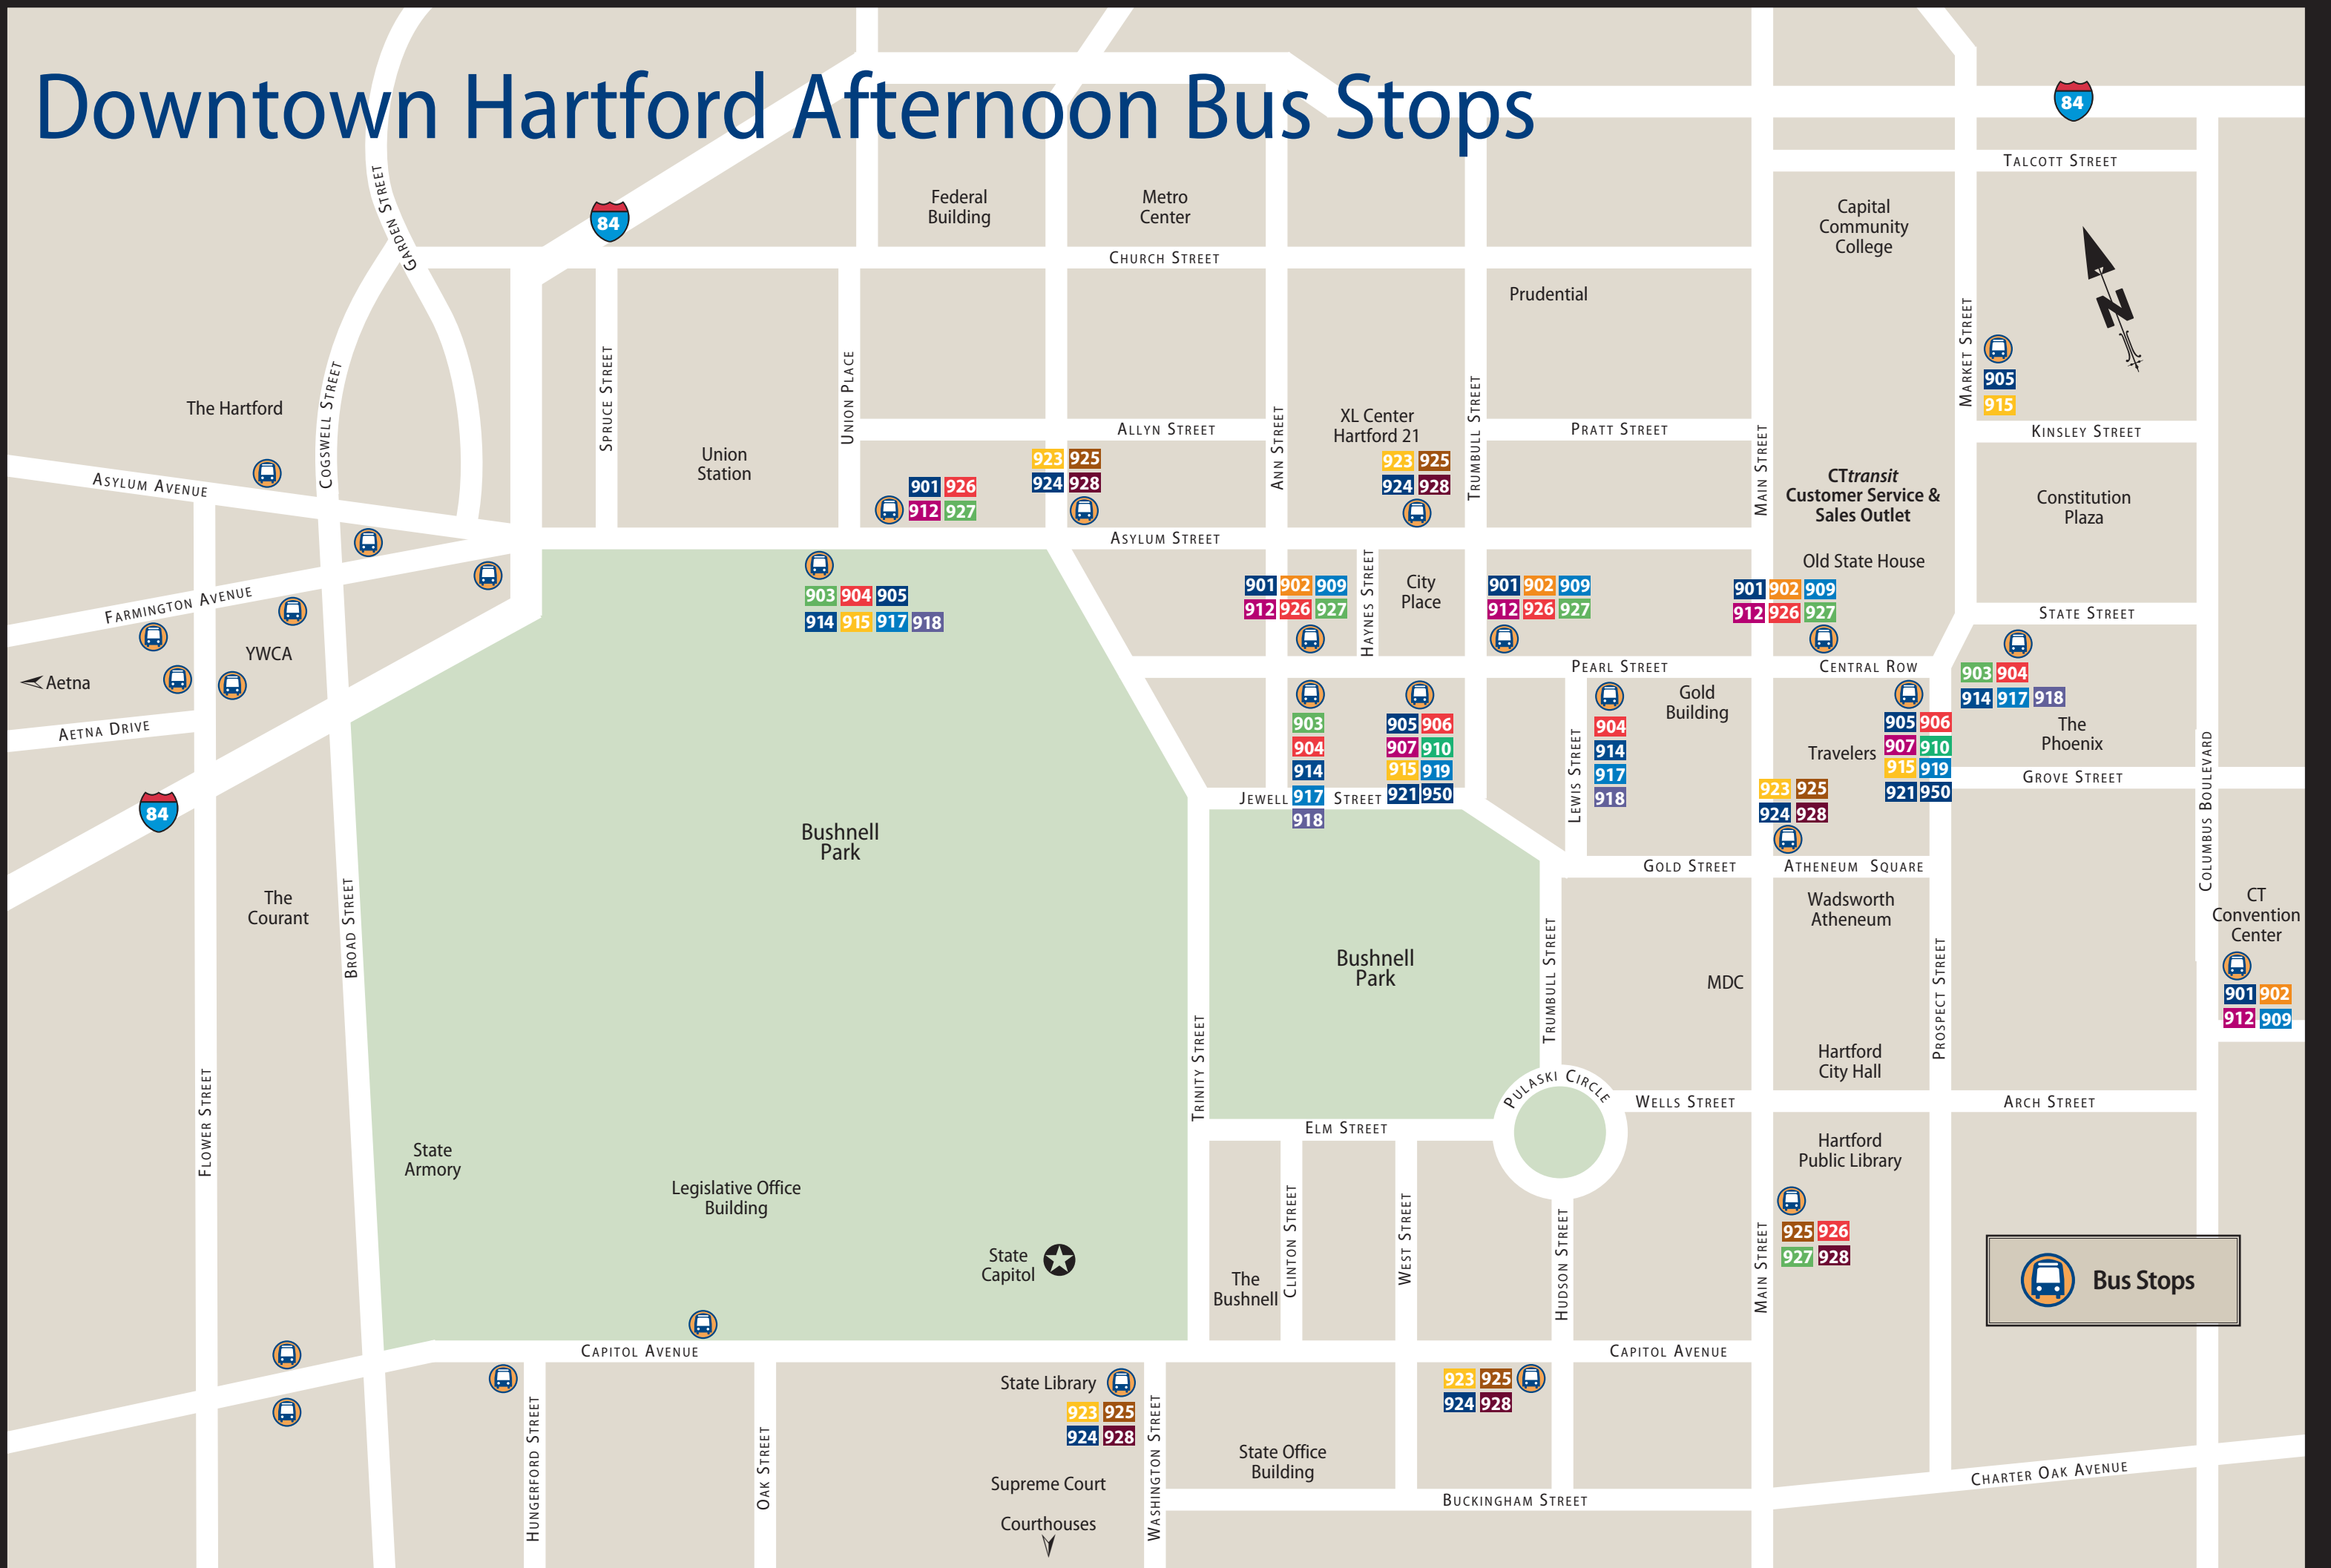 Downtown Hartford Afternoon Bus Stops
84
84
TALCOTT STREET
GARDEN STREET
Federal
Building
Metro
Center
Capital
Community
College
CHURCH STREET
Prudential
N
MARKET STREET
905
915
The Hartford
COGSWELL STREET
SPRUCE STREET
UNION PLACE
ALLYN STREET
ANN STREET
XL Center
Hartford 21
TRUMBULL STREET
PRATT STREET
MAIN STREET
KINSLEY STREET
Union
Station
923 925
924 928
923 925
924 928
CTtransit
Customer Service &
Sales Outlet
Constitution
Plaza
ASYLUM AVENUE
901 926
912 927
ASYLUM STREET
Old State House
903 904 905
914 915 917 918
901 902 909
912 926 927
HAYNES STREET
City
Place
901 902 909
912 926 927
901 902 909
912 926 927
STATE STREET
FARMINGTON AVENUE
YWCA
Aetna
AETNA DRIVE
PEARL STREET
CENTRAL ROW
903 904
914 917 918
903
904
914
917
918
905 906
907 910
915 919
921 950
904
914
917
918
Gold
Building
LEWIS STREET
Travelers
905 906
907 910
915 919
921 950
The
Phoenix
GROVE STREET
COLUMBUS BOULEVARD
JEWELL STREET
923 925
924 928
84
Bushnell
Park
GOLD STREET
ATHENEUM SQUARE
The
Courant
BROAD STREET
Bushnell
Park
TRUMBULL STREET
MDC
Wadsworth
Atheneum
PROSPECT STREET
CT
Convention
Center
901 902
912 909
FLOWER STREET
TRINITY STREET
PULASKI CIRCLE
Hartford
City Hall
WELLS STREET
ARCH STREET
ELM STREET
State
Armory
Legislative Office
Building
Hartford
Public Library
925 926
927 928
State
Capitol
The
Bushnell
CLINTON STREET
WEST STREET
HUDSON STREET
MAIN STREET
Bus Stops
CAPITOL AVENUE
CAPITOL AVENUE
State Library
923 925
924 928
923 925
924 928
HUNGERFORD STREET
OAK STREET
WASHINGTON STREET
State Office
Building
Supreme Court
Courthouses
BUCKINGHAM STREET
CHARTER OAK AVENUE